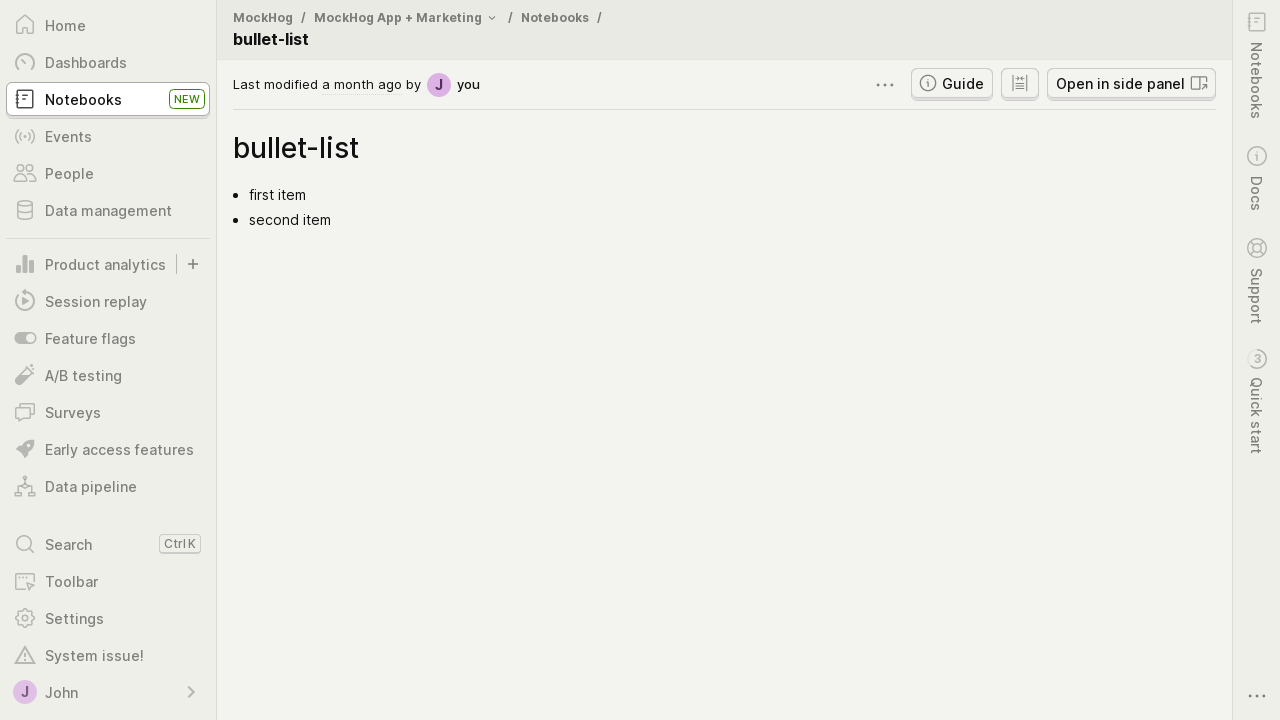 Home
Dashboards
Notebooks NEW
Events
People
Data management
Product analytics
Session replay
Feature flags
A/B testing
Surveys
Early access features
Data pipeline
Search Ctrl K
Toolbar
Settings
System issue!
J John
MockHog / MockHog App + Marketing / Notebooks /
bullet-list
Last modified a month ago by J you
Guide
Open in side panel
bullet-list
• first item
• second item
Notebooks
Docs
Support
3 Quick start